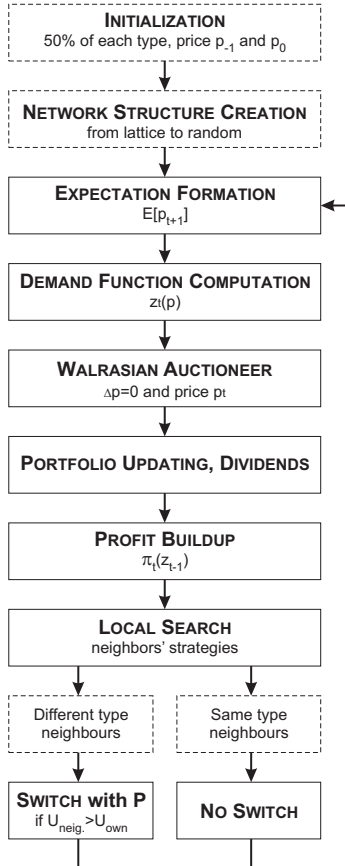 INITIALIZATION
50% of each type, price p-1 and p0
NETWORK STRUCTURE CREATION
from lattice to random
EXPECTATION FORMATION
E[pt+1]
DEMAND FUNCTION COMPUTATION
zt(p)
WALRASIAN AUCTIONEER
Δp=0 and price pt
PORTFOLIO UPDATING, DIVIDENDS
PROFIT BUILDUP
πt(zt-1)
LOCAL SEARCH
neighbors' strategies
Different type
neighbours
Same type
neighbours
SWITCH with P
if Uneig.>Uown
NO SWITCH